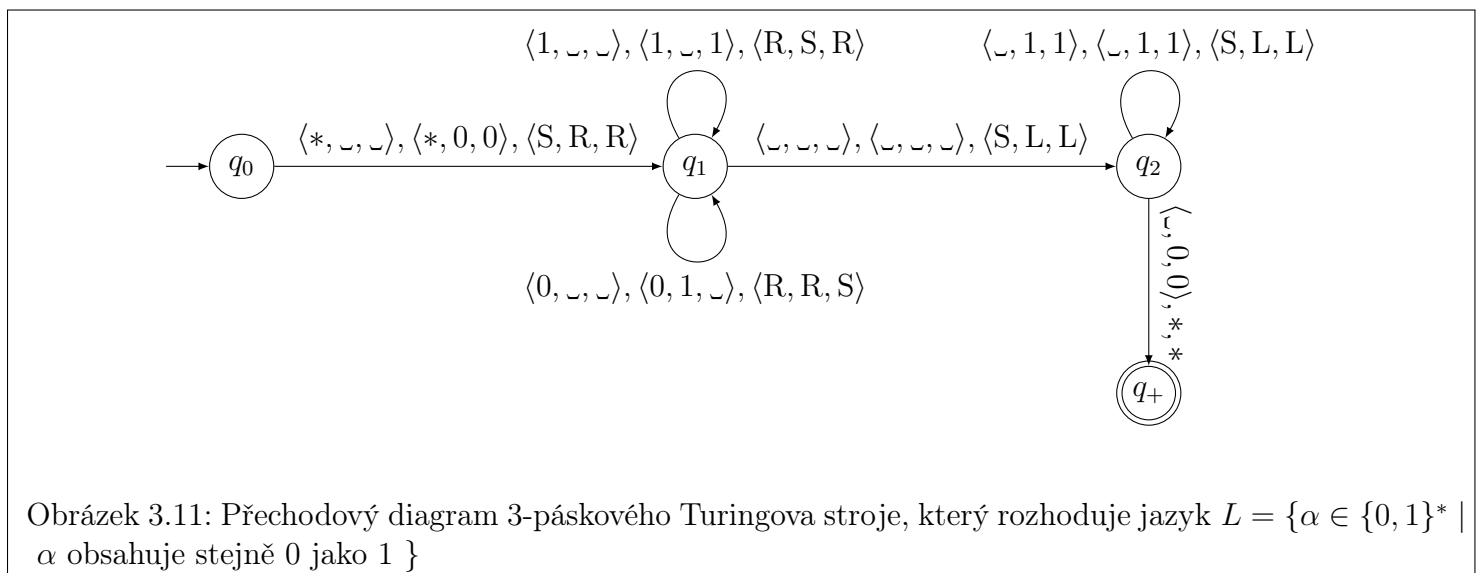 ⟨1, ␣, ␣⟩, ⟨1, ␣, 1⟩, ⟨R, S, R⟩
⟨␣, 1, 1⟩, ⟨␣, 1, 1⟩, ⟨S, L, L⟩
q₀
⟨*, ␣, ␣⟩, ⟨*, 0, 0⟩, ⟨S, R, R⟩
q₁
⟨␣, ␣, ␣⟩, ⟨␣, ␣, ␣⟩, ⟨S, L, L⟩
q₂
⟨0, ␣, ␣⟩, ⟨0, 1, ␣⟩, ⟨R, R, S⟩
⟨␣, 0, 0⟩, *, *
q₊
Obrázek 3.11: Přechodový diagram 3-páskového Turingova stroje, který rozhoduje jazyk L = {α ∈ {0, 1}* |
α obsahuje stejně 0 jako 1 }